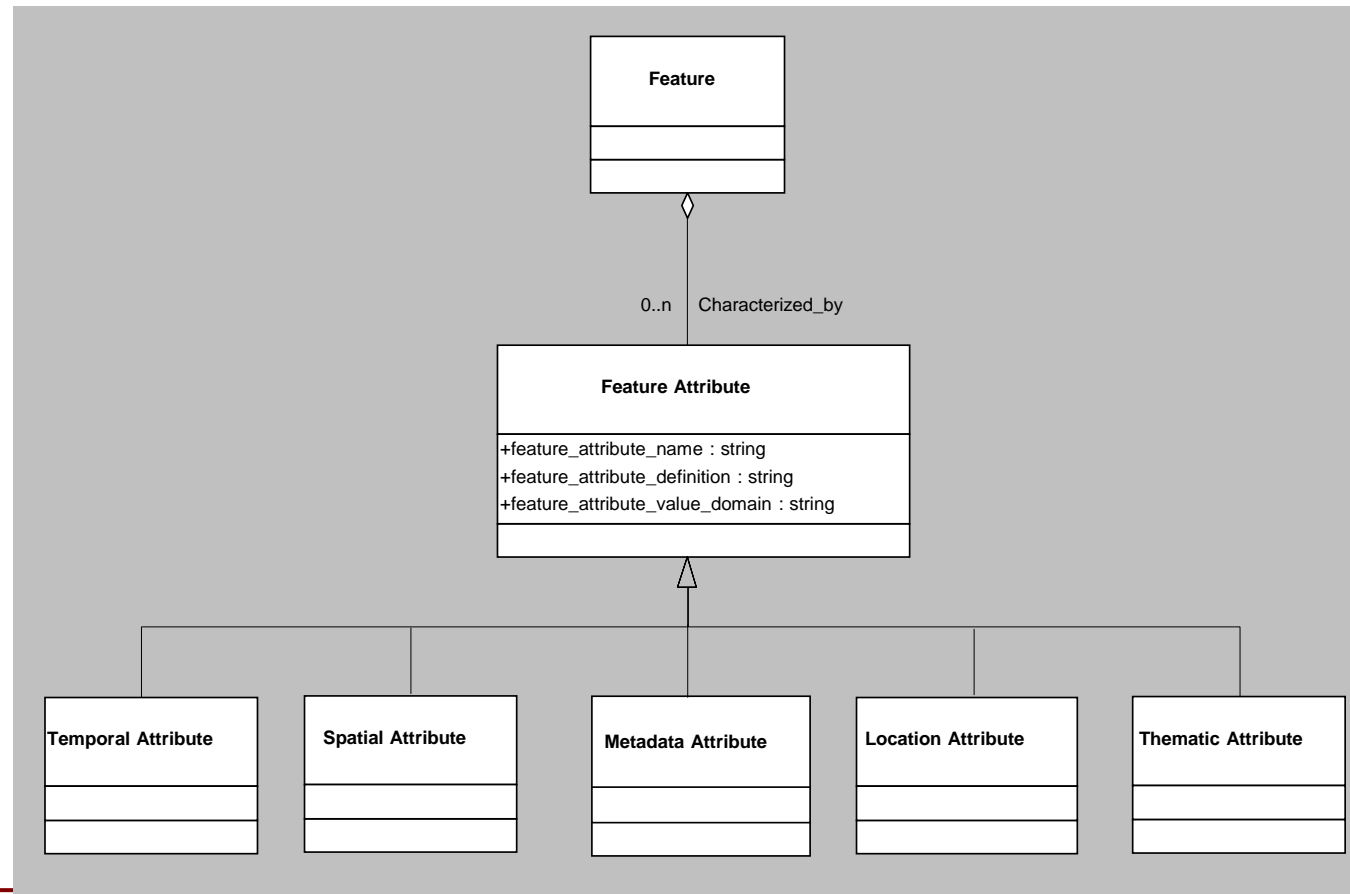 Feature
0..n Characterized_by
Feature Attribute
+feature_attribute_name : string
+feature_attribute_definition : string
+feature_attribute_value_domain : string
Temporal Attribute
Spatial Attribute
Metadada Attribute
Location Attribute
Thematic Attribute